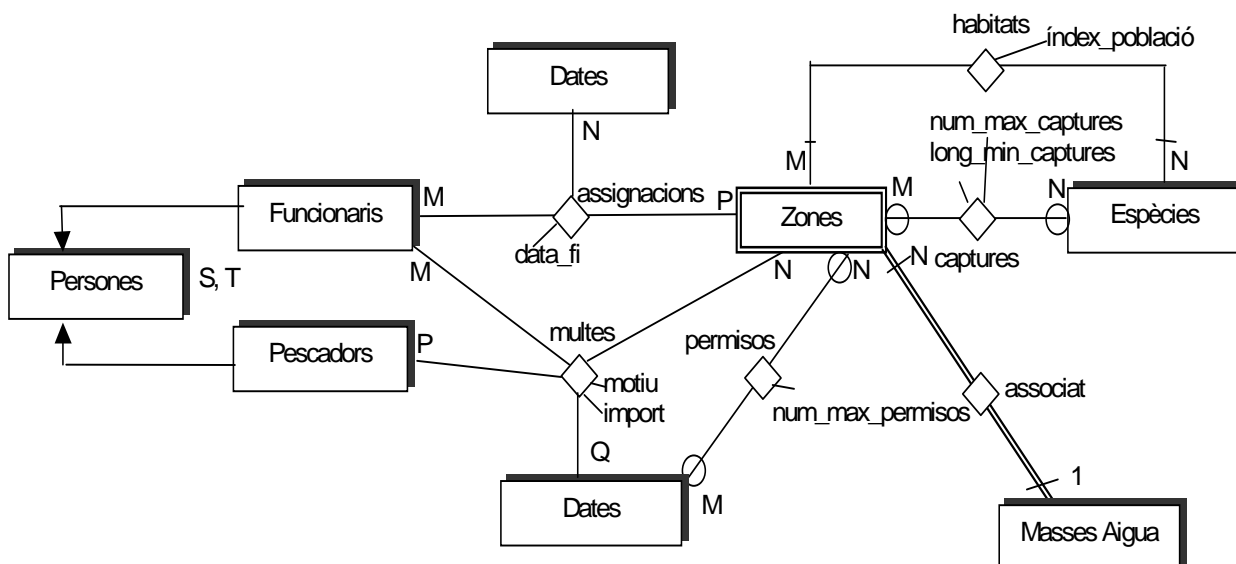 habitats
índex_població
Dates
N
num_max_captures
long_min_captures
M
N
M
N
Funcionaris
M
assignacions
P
Zones
Espècies
data_fi
N
captures
Persones
S, T
M
N
N
Pescadors
P
multes
permisos
motiu
import
num_max_permisos
associat
Q
M
1
Dates
Masses Aigua